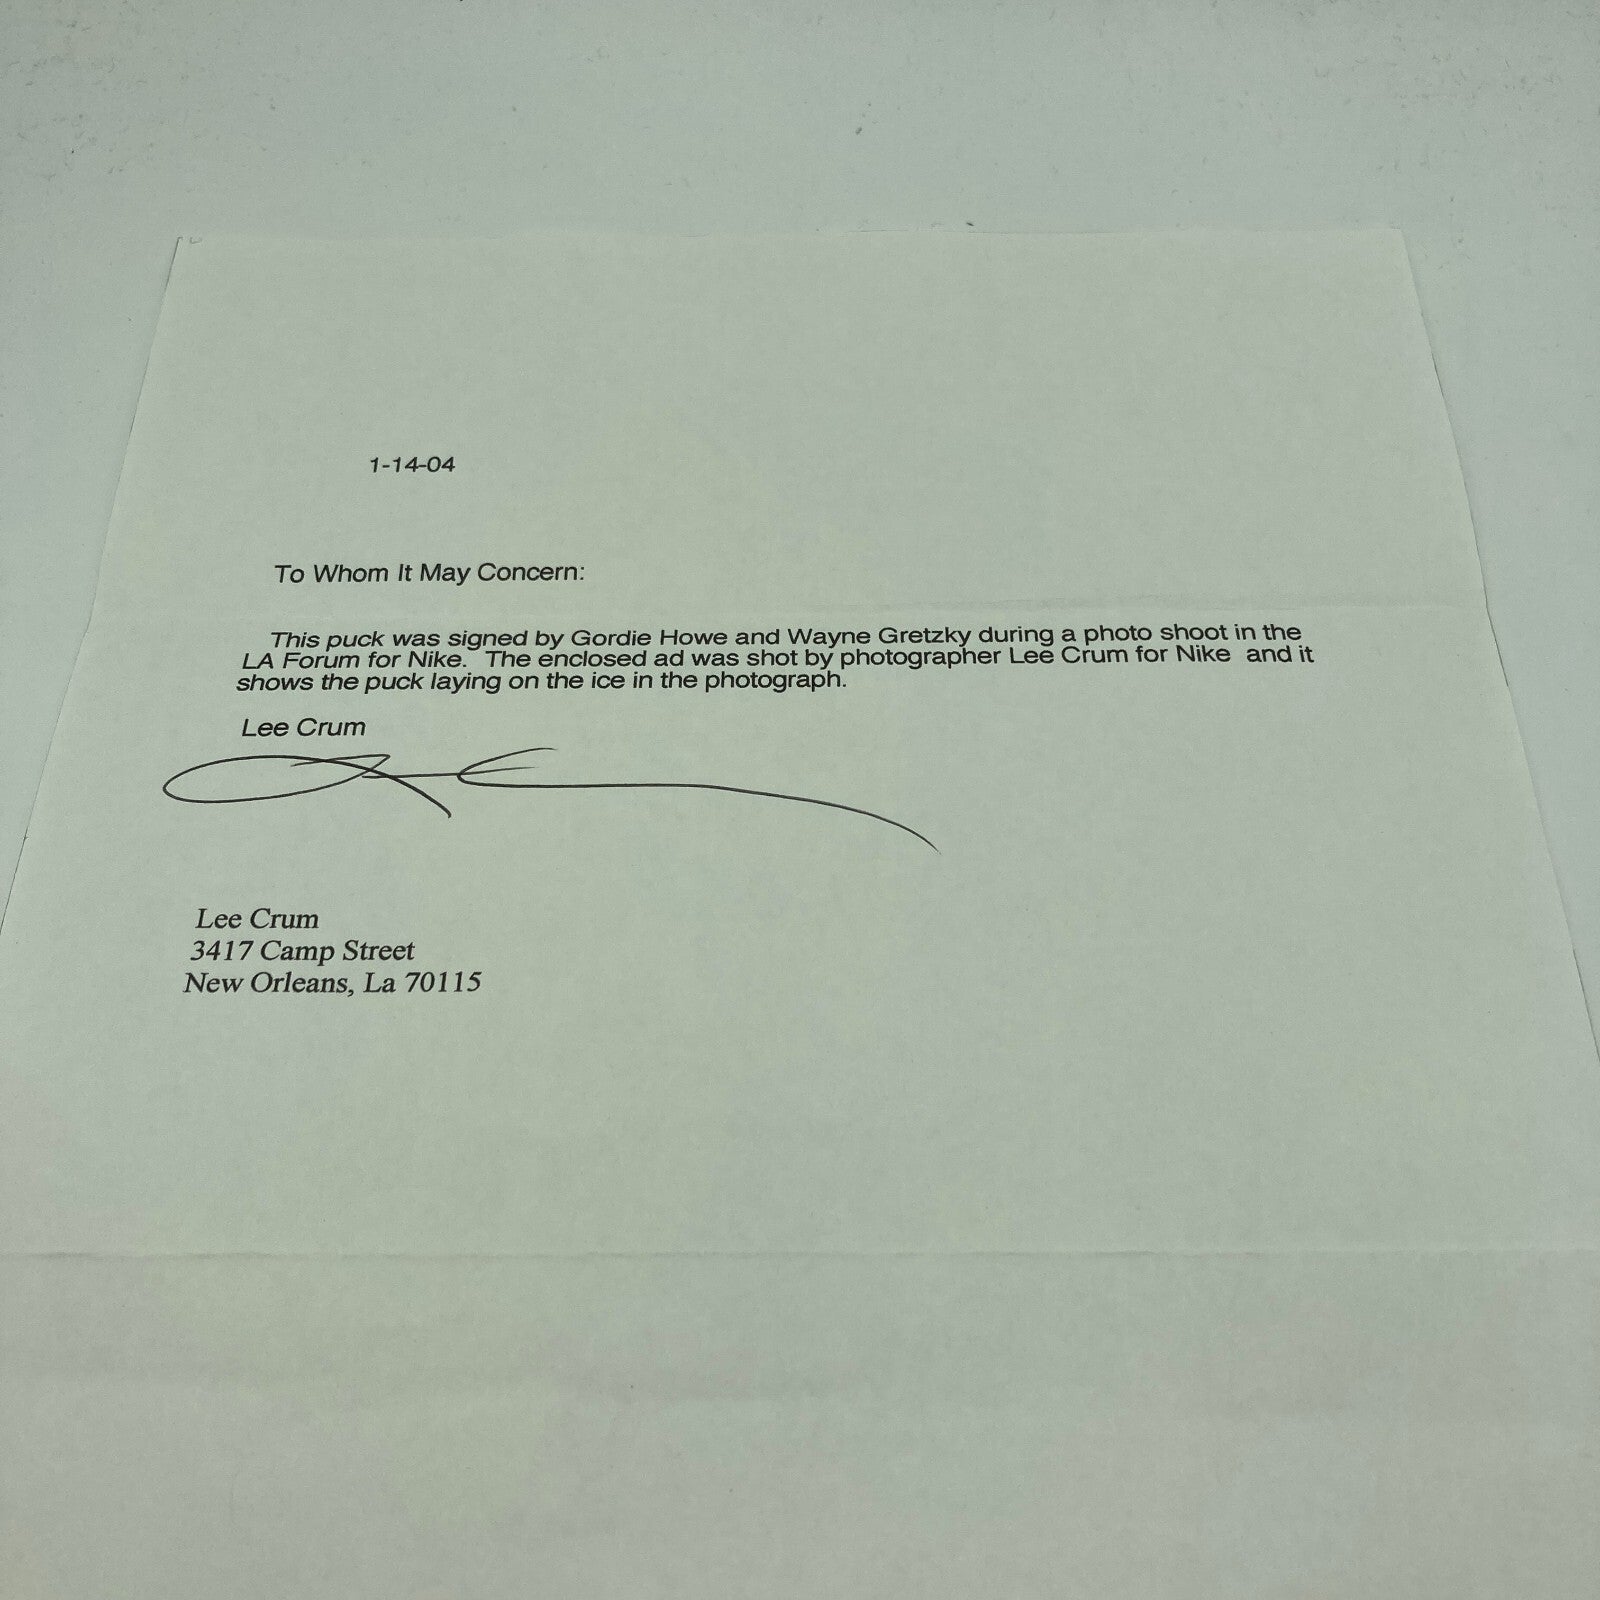 1-14-04
To Whom It May Concern:
This puck was signed by Gordie Howe and Wayne Gretzky during a photo shoot in the
LA Forum for Nike. The enclosed ad was shot by photographer Lee Crum for Nike and it
shows the puck laying on the ice in the photograph.
Lee Crum
Lee Crum
3417 Camp Street
New Orleans, La 70115